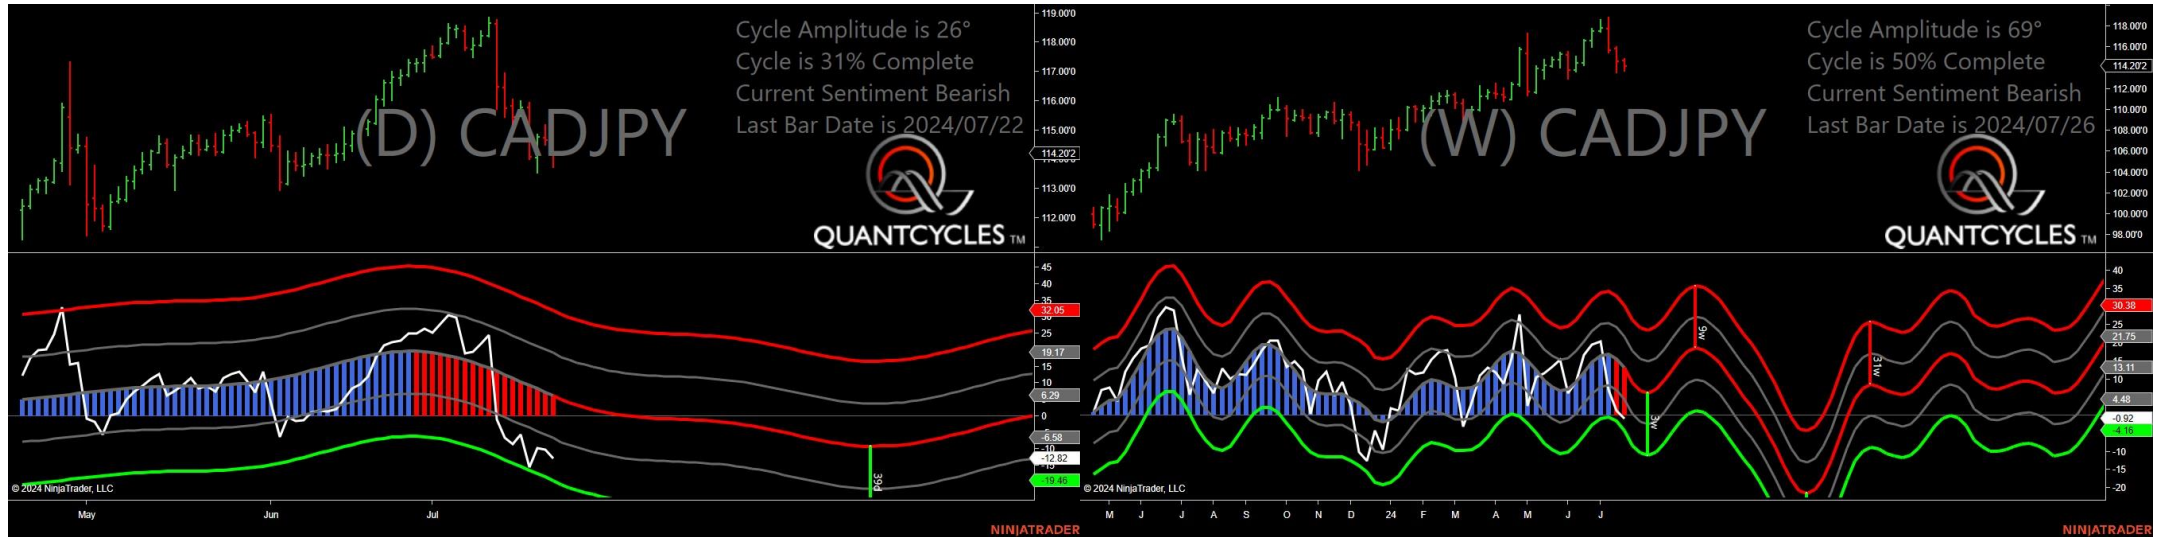 Cycle Amplitude is 26°
Cycle is 31% Complete
Current Sentiment Bearish
Last Bar Date is 2024/07/22
(D) CADJPY
QUANTCYCLES TM
119.00'0
118.00'0
117.00'0
116.00'0
115.00'0
114.20'2
113.00'0
112.00'0
45
40
35
32.05
25
19.17
15
10
6.29
0
-6.58
-10
-12.82
-15
-19.46
39d
© 2024 NinjaTrader, LLC
May
Jun
Jul
NINJATRADER
Cycle Amplitude is 69°
Cycle is 50% Complete
Current Sentiment Bearish
Last Bar Date is 2024/07/26
(W) CADJPY
QUANTCYCLES TM
118.00'0
116.00'0
114.20'2
112.00'0
110.00'0
108.00'0
106.00'0
104.00'0
102.00'0
100.00'0
98.00'0
40
35
30.38
25
21.75
13.11
10
4.48
-0.92
-4.16
-10
-15
-20
9w
31w
© 2024 NinjaTrader, LLC
M
J
J
A
S
O
N
D
24
F
M
A
M
J
J
NINJATRADER